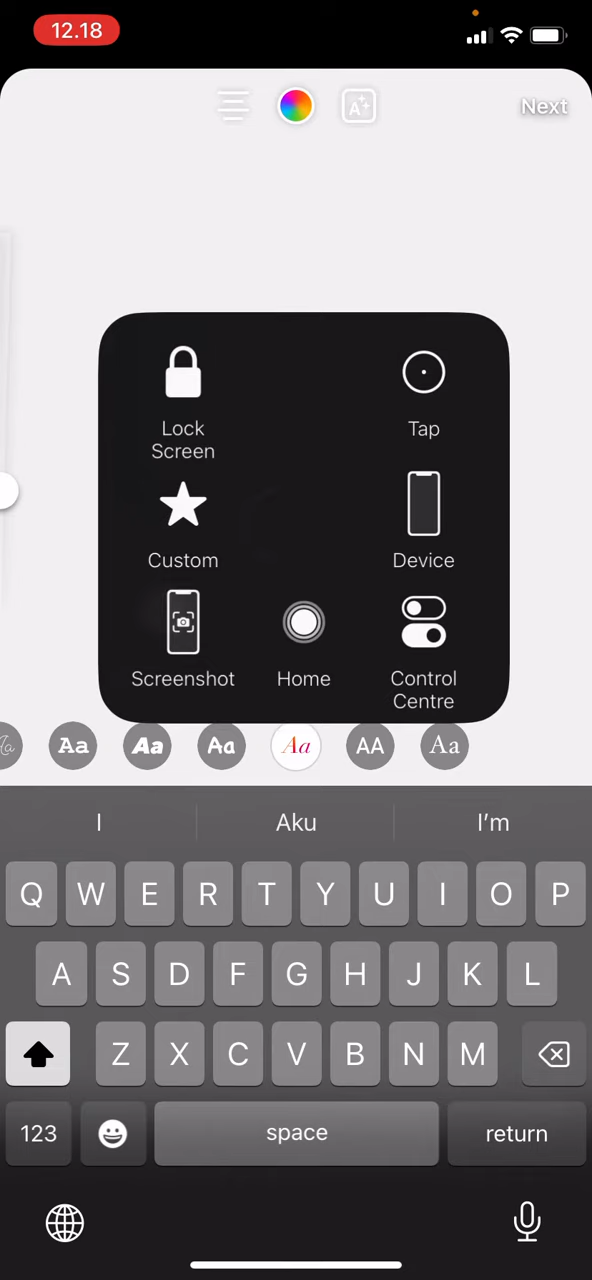 12.18
A
Next
Lock
Screen
Tap
Custom
Device
Screenshot
Home
Control
Centre
Aa
Aa
Aa
Aa
Aa
AA
Aa
I
Aku
I’m
Q W E R T Y U I O P
A S D F G H J K L
Z X C V B N M
123
space
return